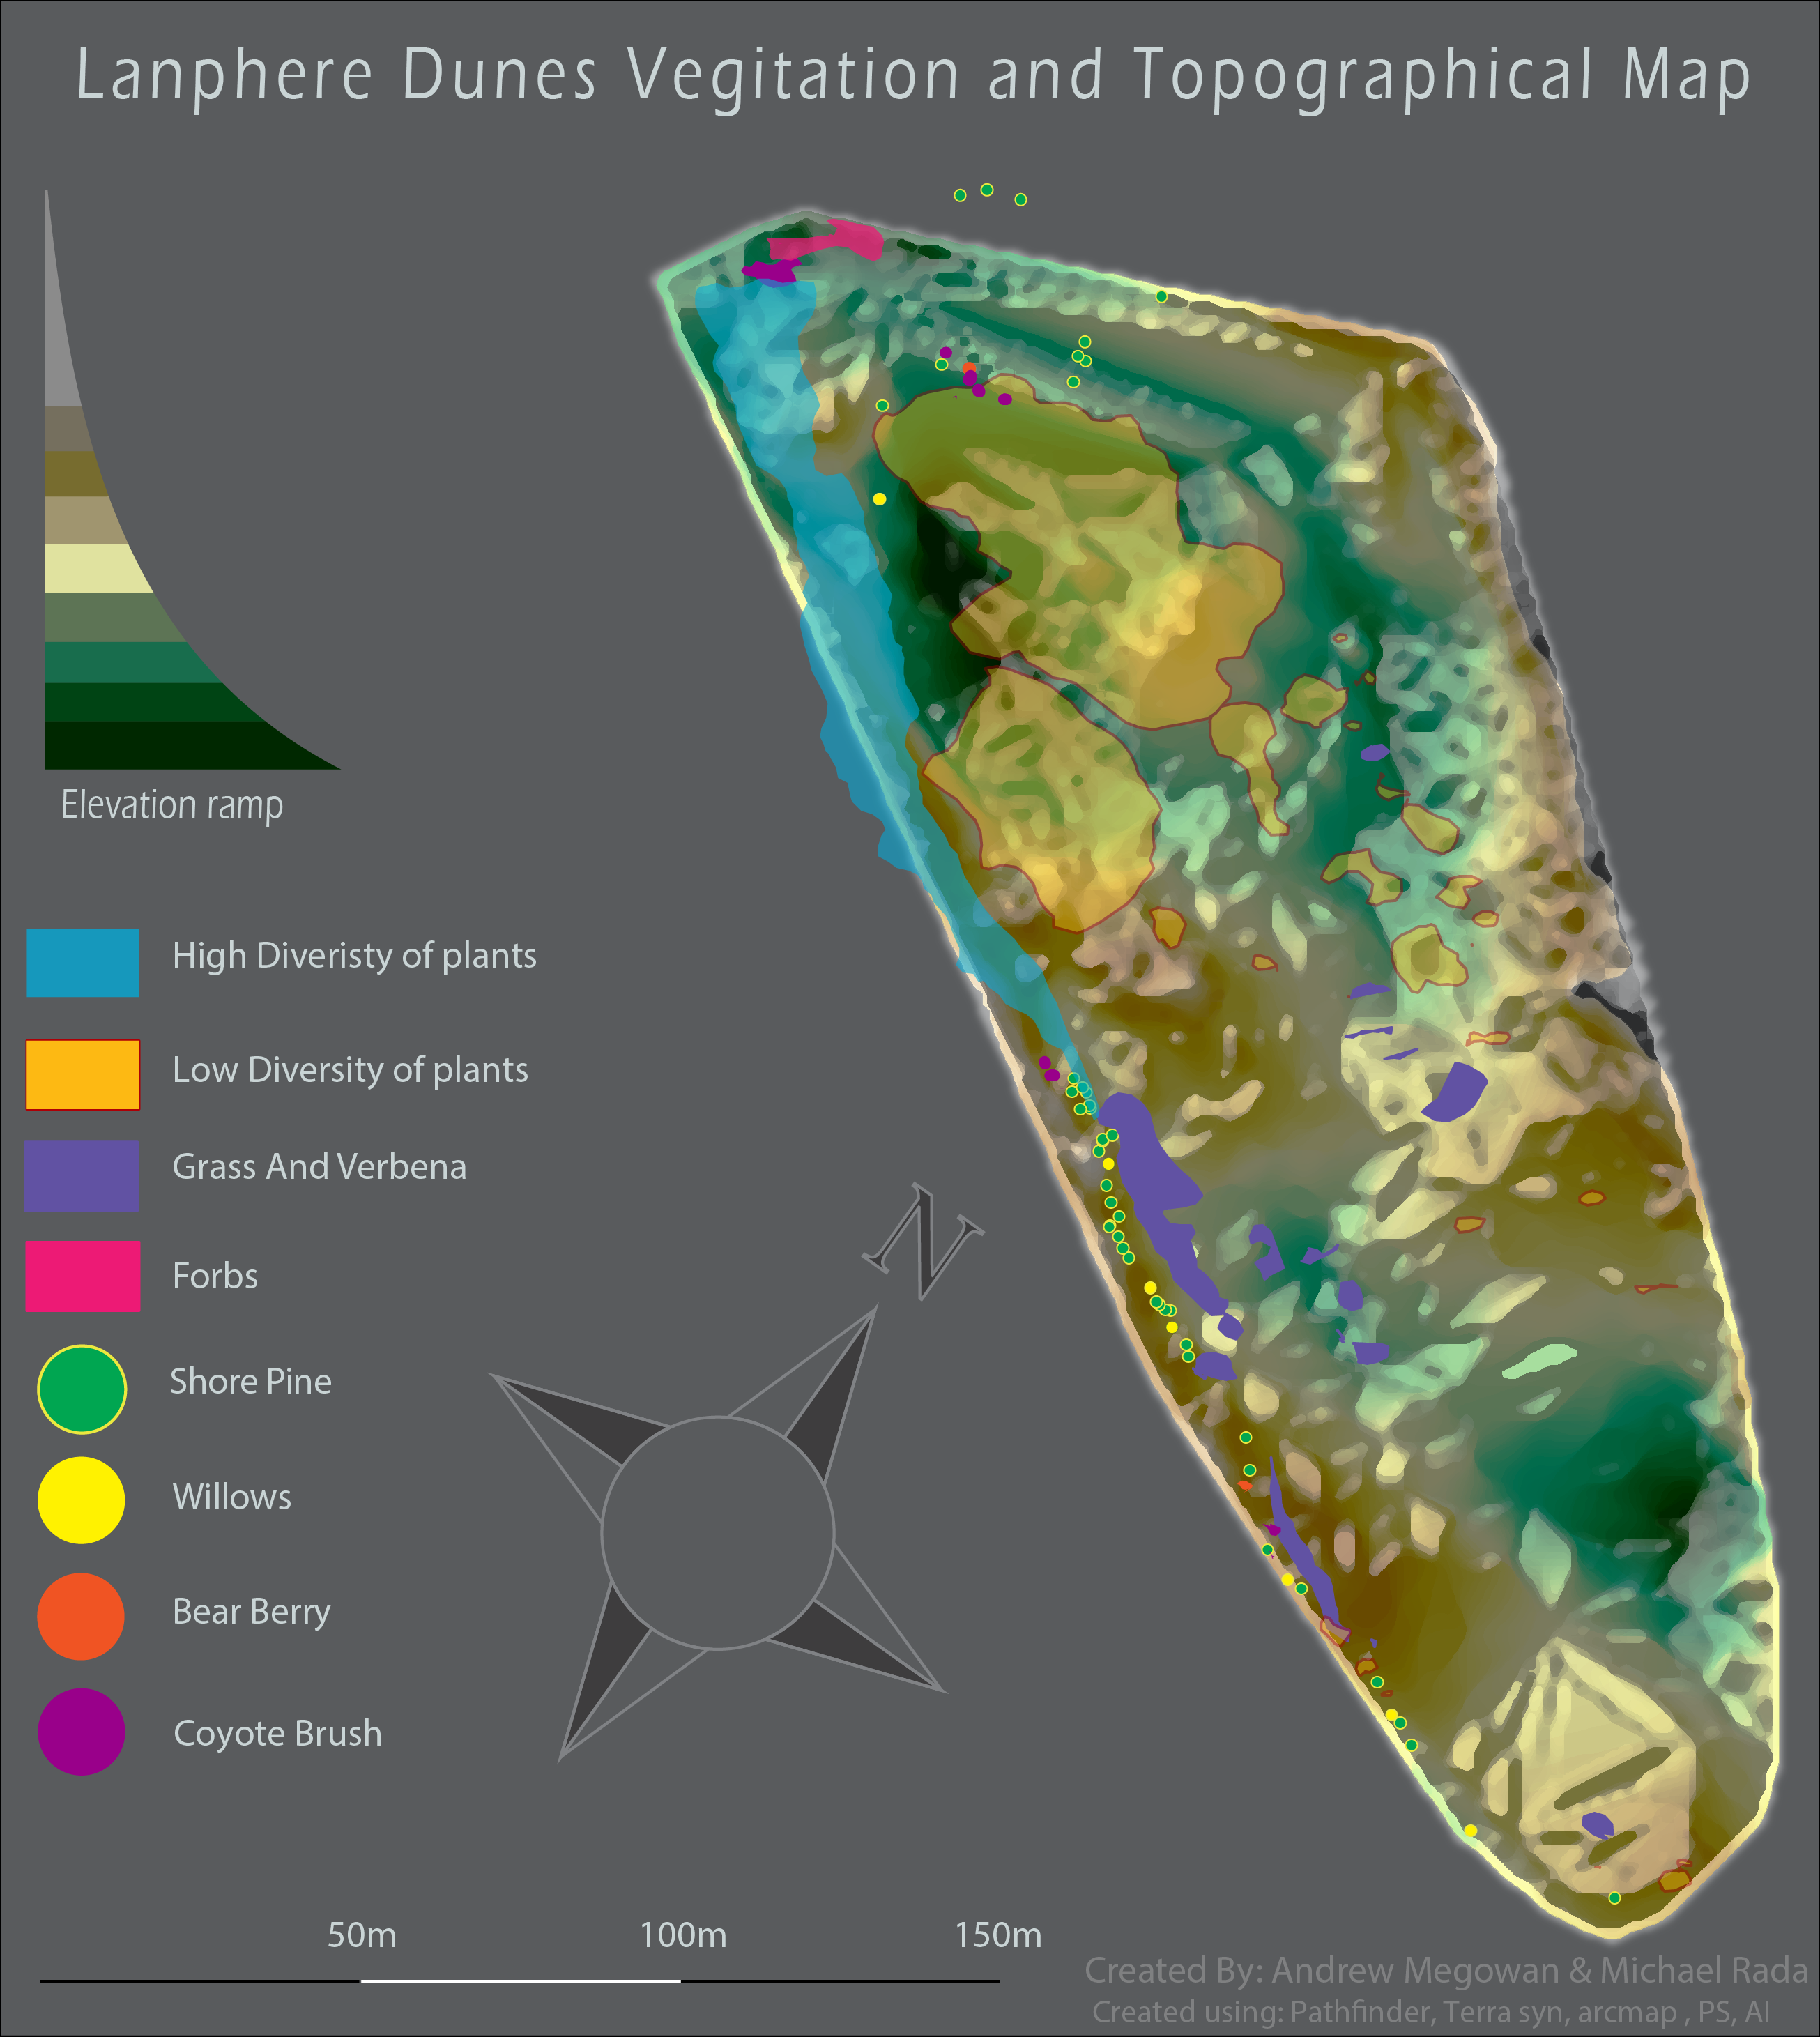 Lanphere Dunes Vegitation and Topographical Map
Elevation ramp
High Diveristy of plants
Low Diversity of plants
Grass And Verbena
Forbs
Shore Pine
Willows
Bear Berry
Coyote Brush
N
50m 100m 150m
Created By: Andrew Megowan & Michael Rada
Created using: Pathfinder, Terra syn, arcmap , PS, AI